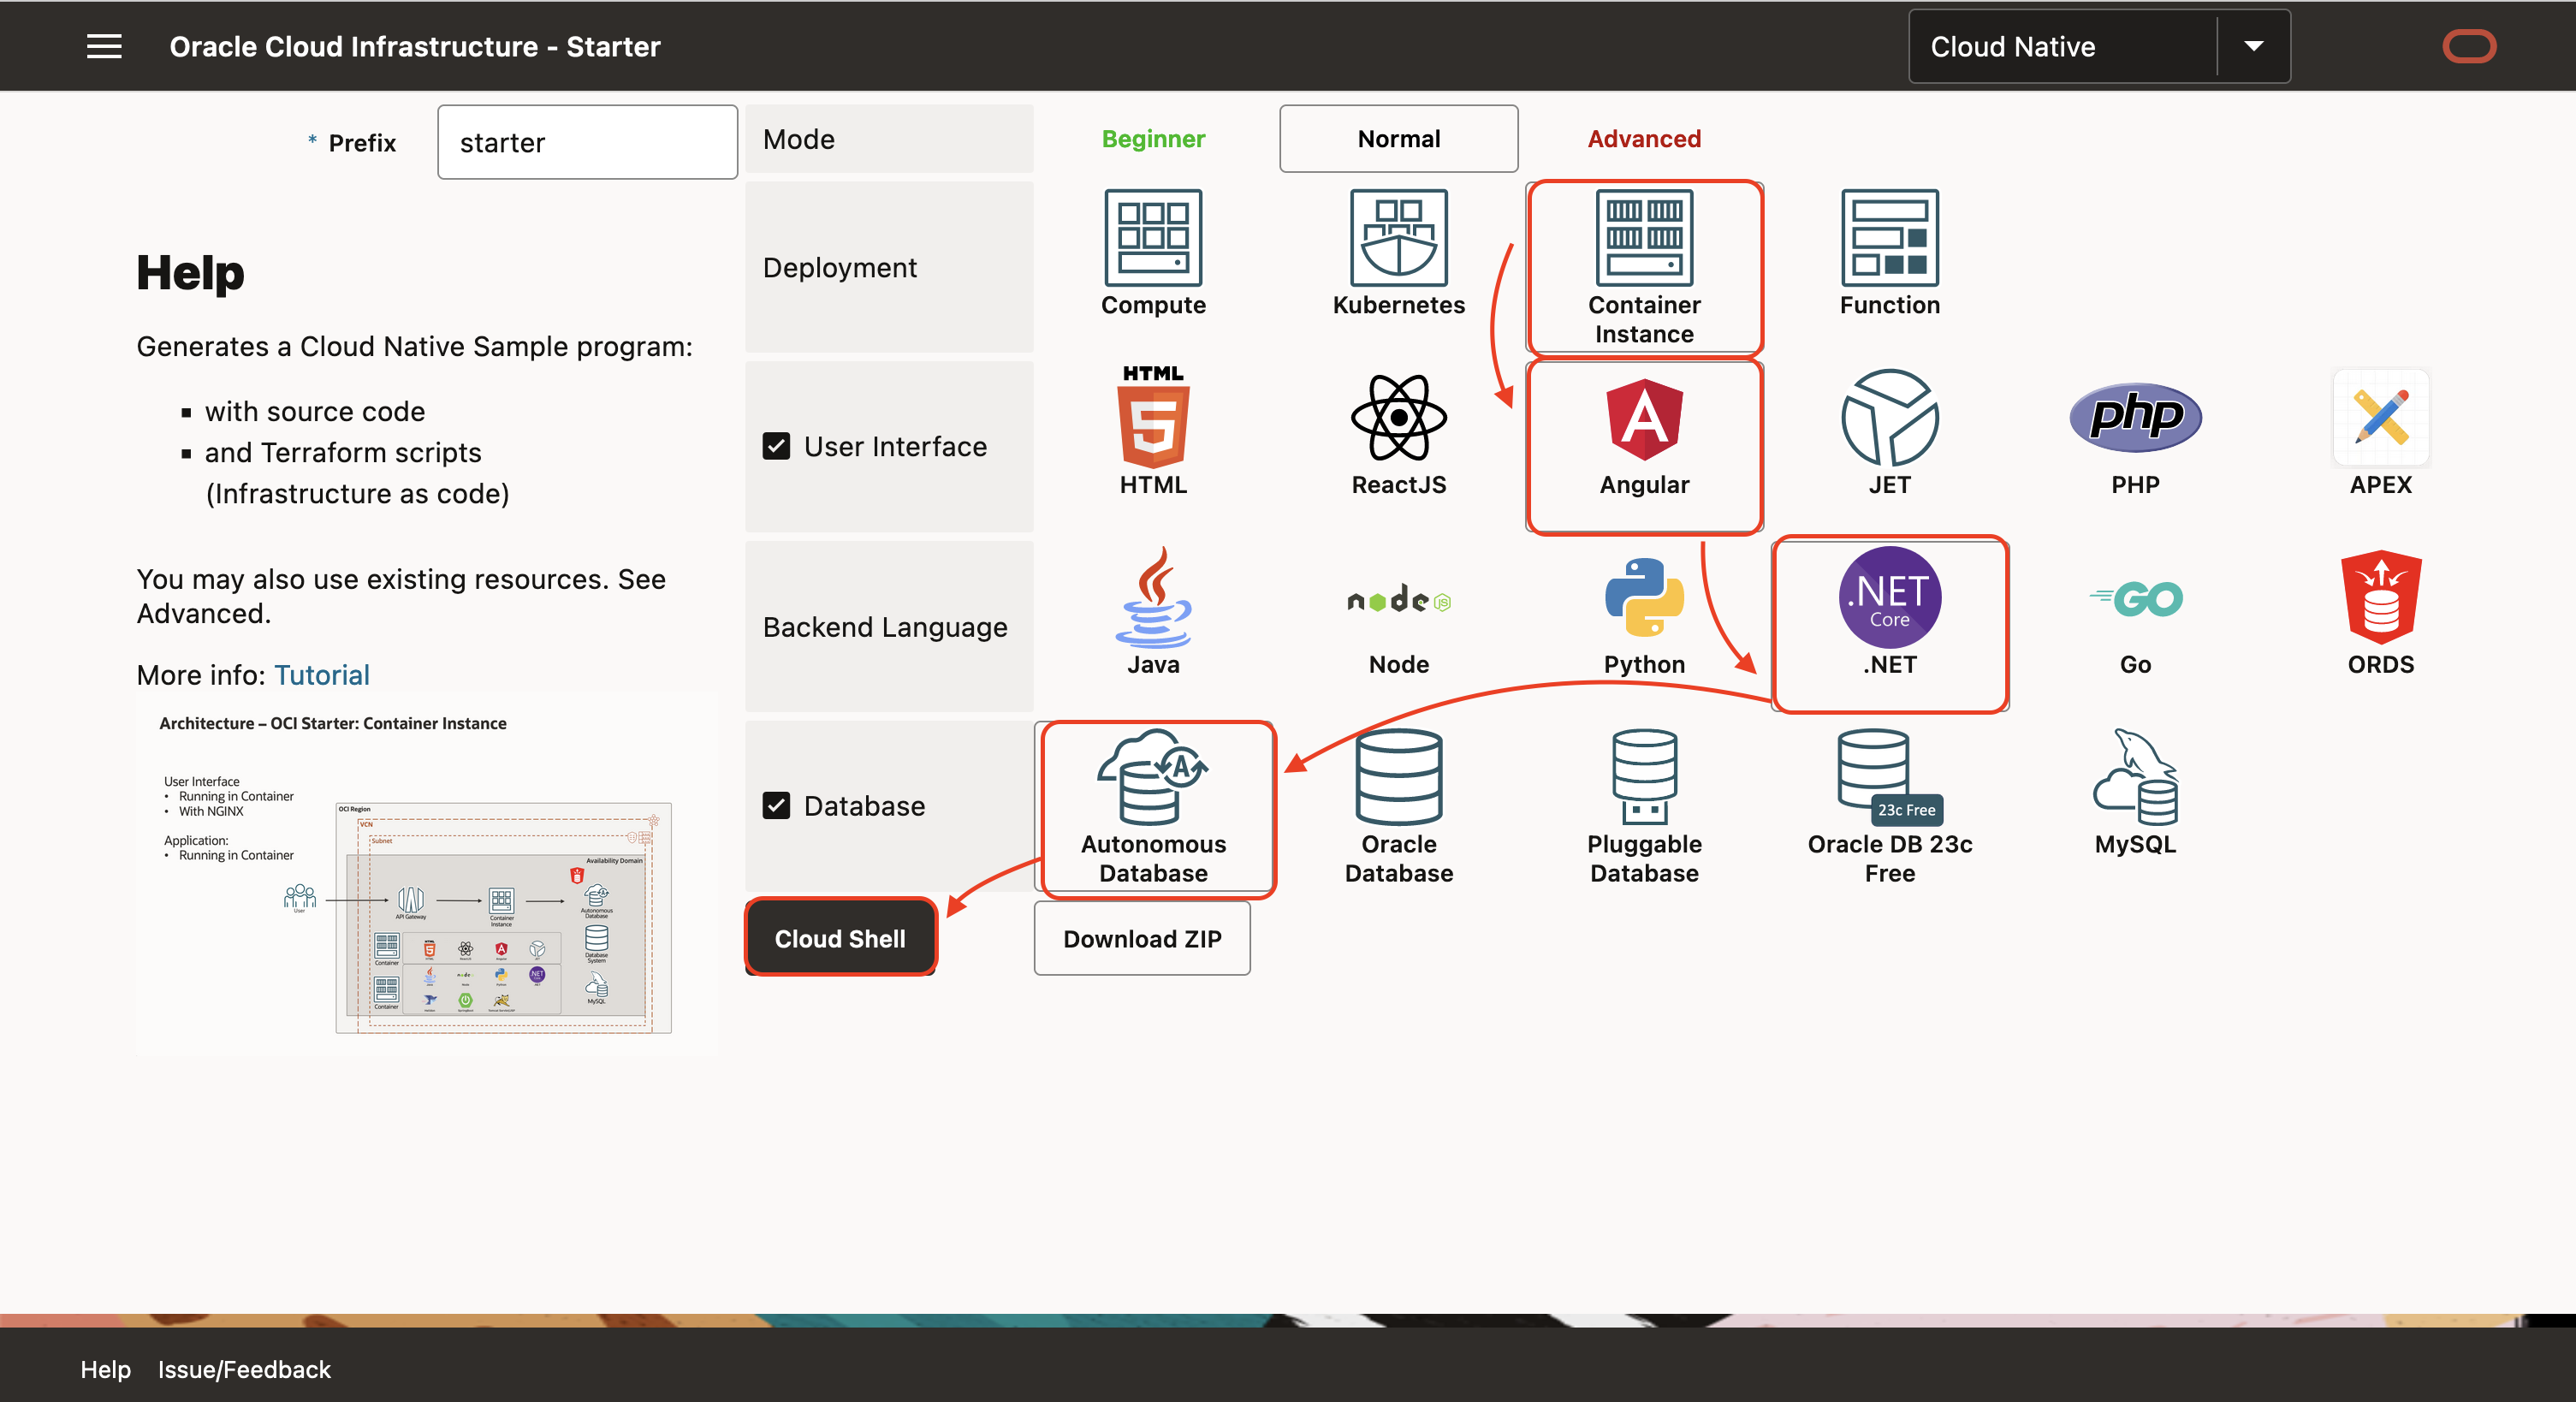 Oracle Cloud Infrastructure - Starter
Cloud Native
* Prefix
starter
Mode
Beginner
Normal
Advanced
Help
Generates a Cloud Native Sample program:
with source code
and Terraform scripts
(Infrastructure as code)
You may also use existing resources. See
Advanced.
More info: Tutorial
Architecture – OCI Starter: Container Instance
User Interface
• Running in Container
• With NGINX
Application:
• Running in Container
OCI Region
VCN
Subnet
Availability Domain
User
API Gateway
Container
Instance
Autonomous
Database
Container
Database
System
Container
MySQL
Deployment
Compute
Kubernetes
Container
Instance
Function
User Interface
HTML
5
HTML
ReactJS
A
Angular
JET
php
PHP
APEX
Backend Language
Java
node
JS
Node
Python
.NET
Core
.NET
GO
Go
ORDS
Database
A
Autonomous
Database
Oracle
Database
Pluggable
Database
23c Free
Oracle DB 23c
Free
MySQL
Cloud Shell
Download ZIP
Help
Issue/Feedback